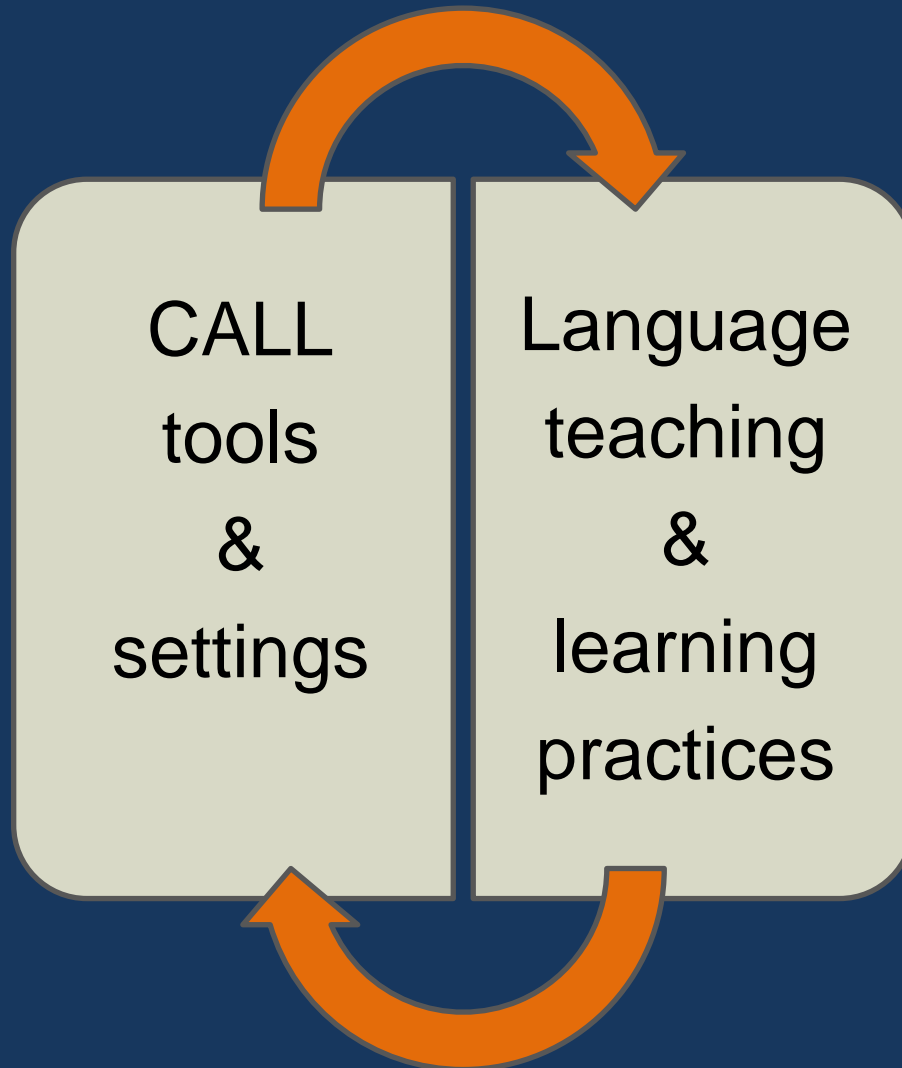 CALL
tools
&
settings
Language
teaching
&
learning
practices